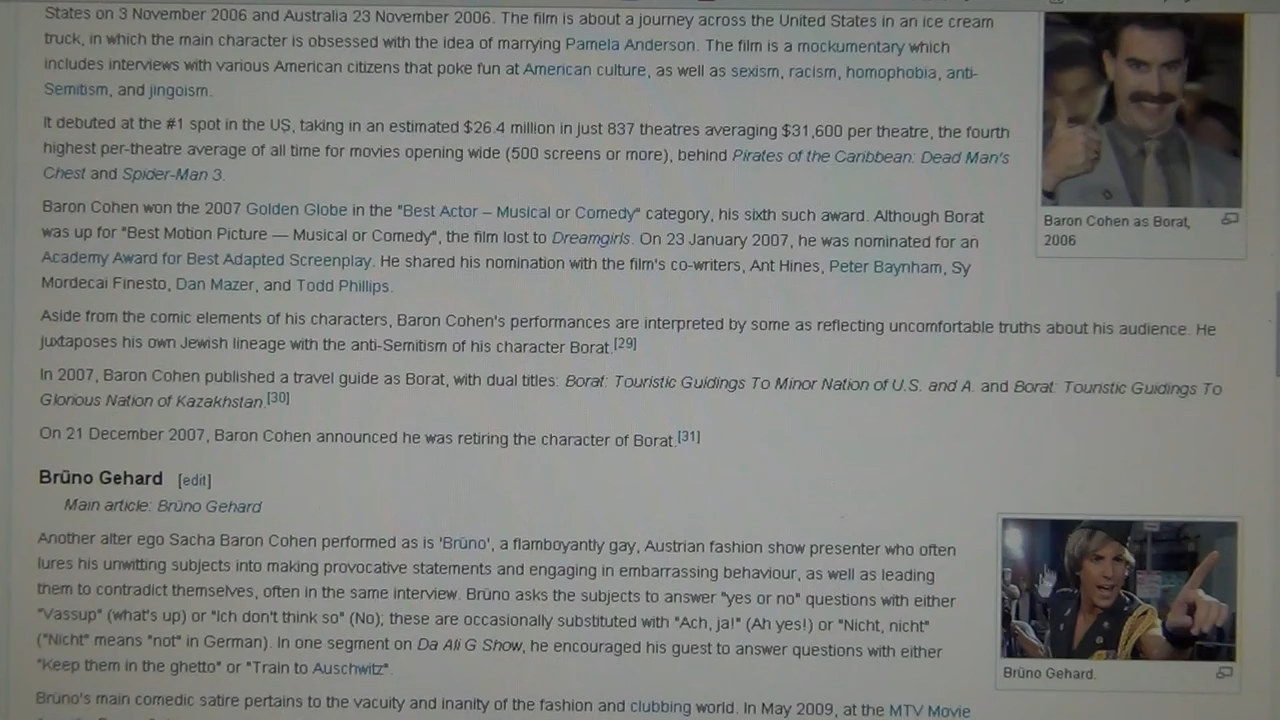 States on 3 November 2006 and Australia 23 November 2006. The film is about a journey across the United States in an ice cream
truck, in which the main character is obsessed with the idea of marrying Pamela Anderson. The film is a mockumentary which
includes interviews with various American citizens that poke fun at American culture, as well as sexism, racism, homophobia, anti-
Semitism, and jingoism.
It debuted at the #1 spot in the US, taking in an estimated $26.4 million in just 837 theatres averaging $31,600 per theatre, the fourth
highest per-theatre average of all time for movies opening wide (500 screens or more), behind Pirates of the Caribbean: Dead Man's
Chest and Spider-Man 3.
Baron Cohen won the 2007 Golden Globe in the "Best Actor – Musical or Comedy" category, his sixth such award. Although Borat
was up for "Best Motion Picture — Musical or Comedy", the film lost to Dreamgirls. On 23 January 2007, he was nominated for an
Academy Award for Best Adapted Screenplay. He shared his nomination with the film's co-writers, Ant Hines, Peter Baynham, Sy
Mordecai Finesto, Dan Mazer, and Todd Phillips.
Baron Cohen as Borat,
2006
Aside from the comic elements of his characters, Baron Cohen's performances are interpreted by some as reflecting uncomfortable truths about his audience. He
juxtaposes his own Jewish lineage with the anti-Semitism of his character Borat.[29]
In 2007, Baron Cohen published a travel guide as Borat, with dual titles: Borat: Touristic Guidings To Minor Nation of U.S. and A. and Borat: Touristic Guidings To
Glorious Nation of Kazakhstan.[30]
On 21 December 2007, Baron Cohen announced he was retiring the character of Borat.[31]
Brüno Gehard [edit]
Main article: Brüno Gehard
Another alter ego Sacha Baron Cohen performed as is 'Brüno', a flamboyantly gay, Austrian fashion show presenter who often
lures his unwitting subjects into making provocative statements and engaging in embarrassing behaviour, as well as leading
them to contradict themselves, often in the same interview. Brüno asks the subjects to answer "yes or no" questions with either
"Vassup" (what's up) or "Ich don't think so" (No); these are occasionally substituted with "Ach, ja!" (Ah yes!) or "Nicht, nicht"
("Nicht" means "not" in German). In one segment on Da Ali G Show, he encouraged his guest to answer questions with either
"Keep them in the ghetto" or "Train to Auschwitz".
Brüno Gehard.
Brüno's main comedic satire pertains to the vacuity and inanity of the fashion and clubbing world. In May 2009, at the MTV Movie